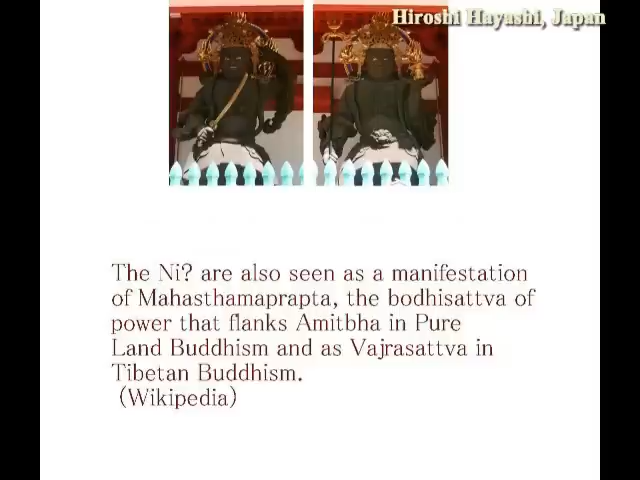 Hiroshi Hayashi, Japan
The Ni? are also seen as a manifestation
of Mahasthamaprapta, the bodhisattva of
power that flanks Amitbha in Pure
Land Buddhism and as Vajrasattva in
Tibetan Buddhism.
(Wikipedia)